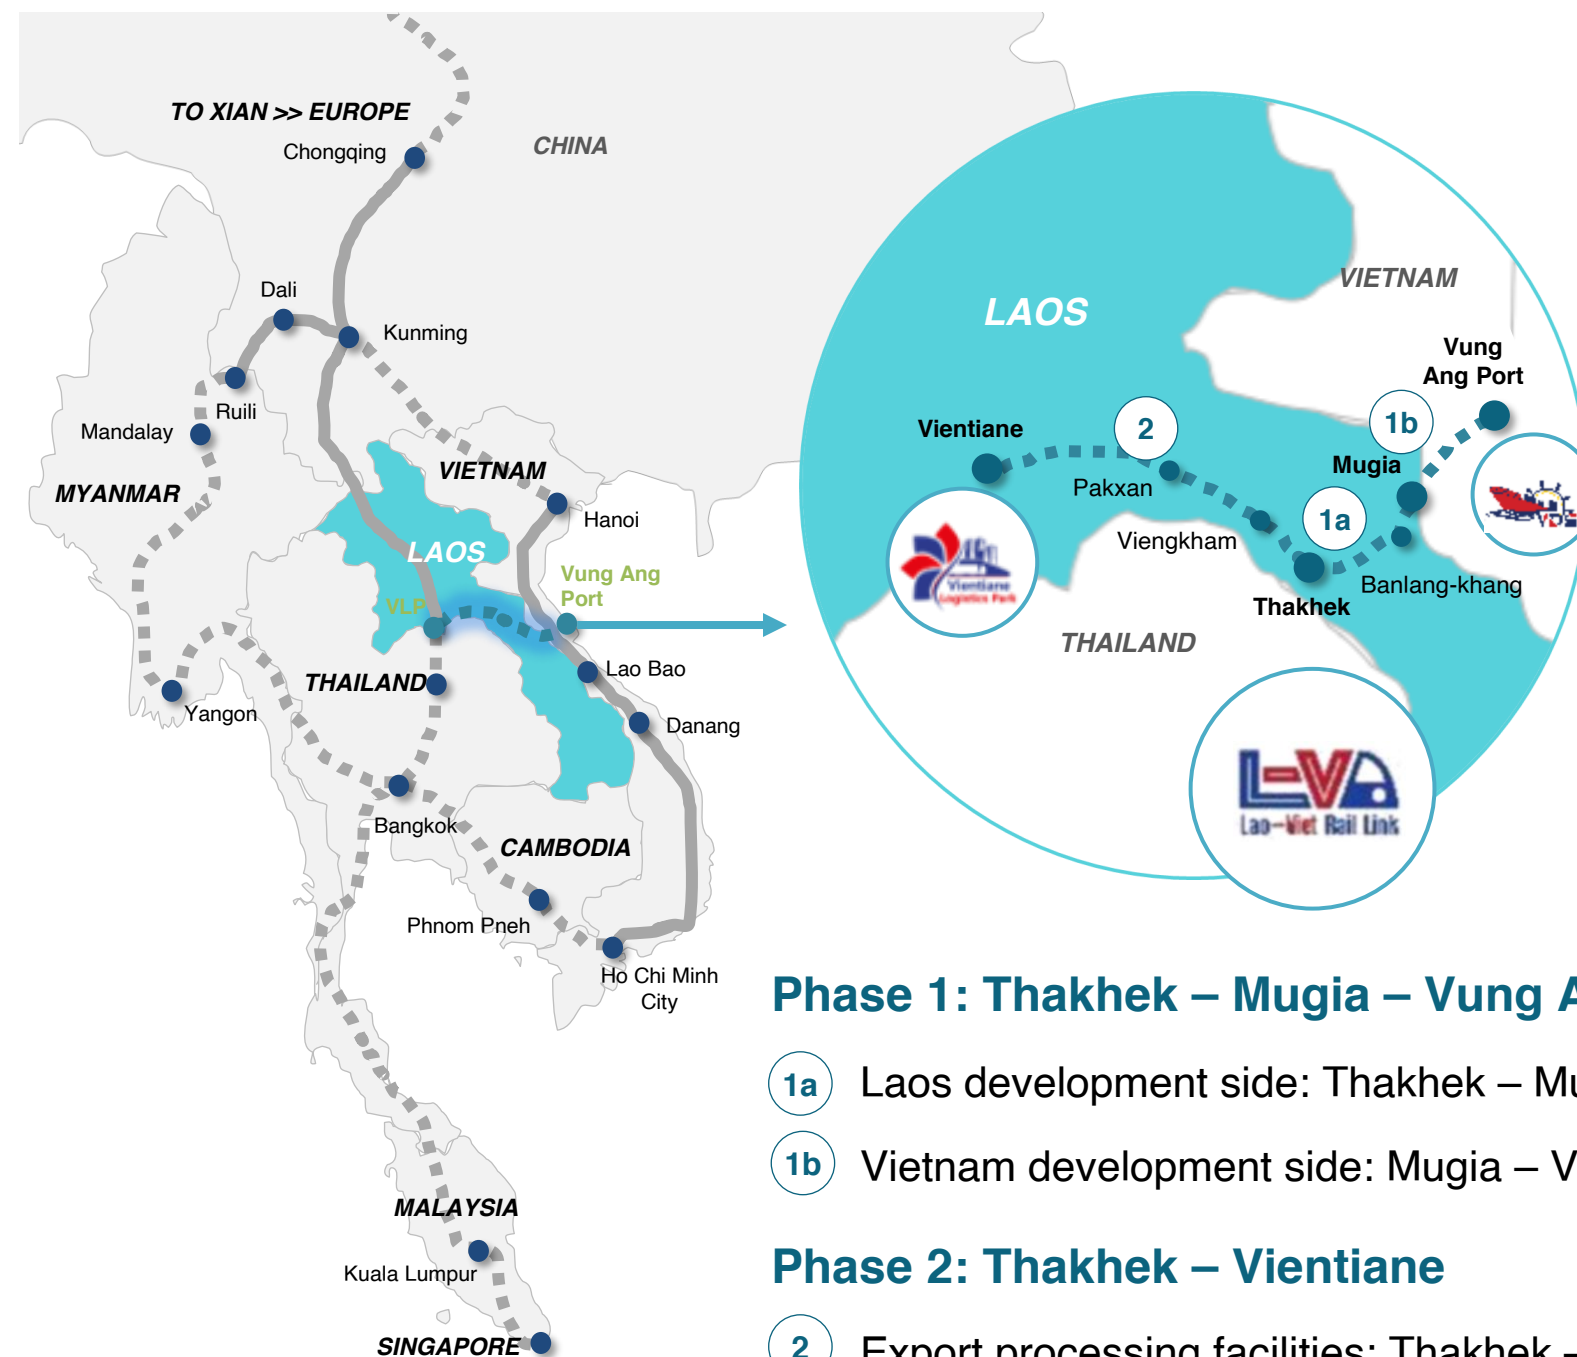 TO XIAN >> EUROPE
Chongqing
CHINA
Dali
Kunming
Ruili
Mandalay
MYANMAR
VIETNAM
Hanoi
LAOS
Vung Ang
Port
VLP
Lao Bao
THAILAND
Yangon
Danang
Bangkok
CAMBODIA
Phnom Pneh
Ho Chi Minh
City
MALAYSIA
Kuala Lumpur
SINGAPORE
VIETNAM
LAOS
Vung
Ang Port
1b
2
Vientiane
Mugia
Pakxan
1a
Viengkham
Banlang-khang
Thakhek
Vientiane
Logistics Park
THAILAND
L-VA
Lao-Viet Rail Link
Phase 1: Thakhek – Mugia – Vung
1a Laos development side: Thakhek –
1b Vietnam development side: Mugia –
Phase 2: Thakhek – Vientiane
2 Export processing facilities: Thakhek –